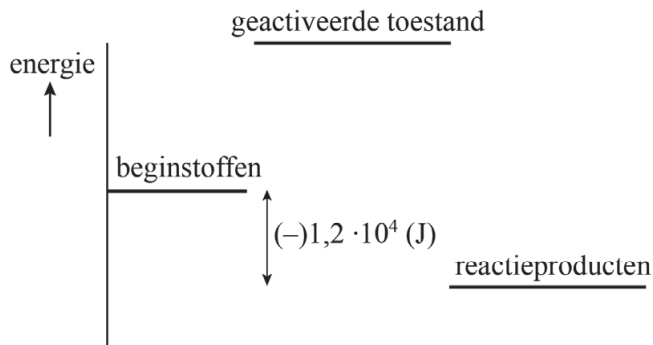 geactiveerde toestand
energie
beginstoffen
(–)1,2 ·10⁴ (J)
reactieproducten